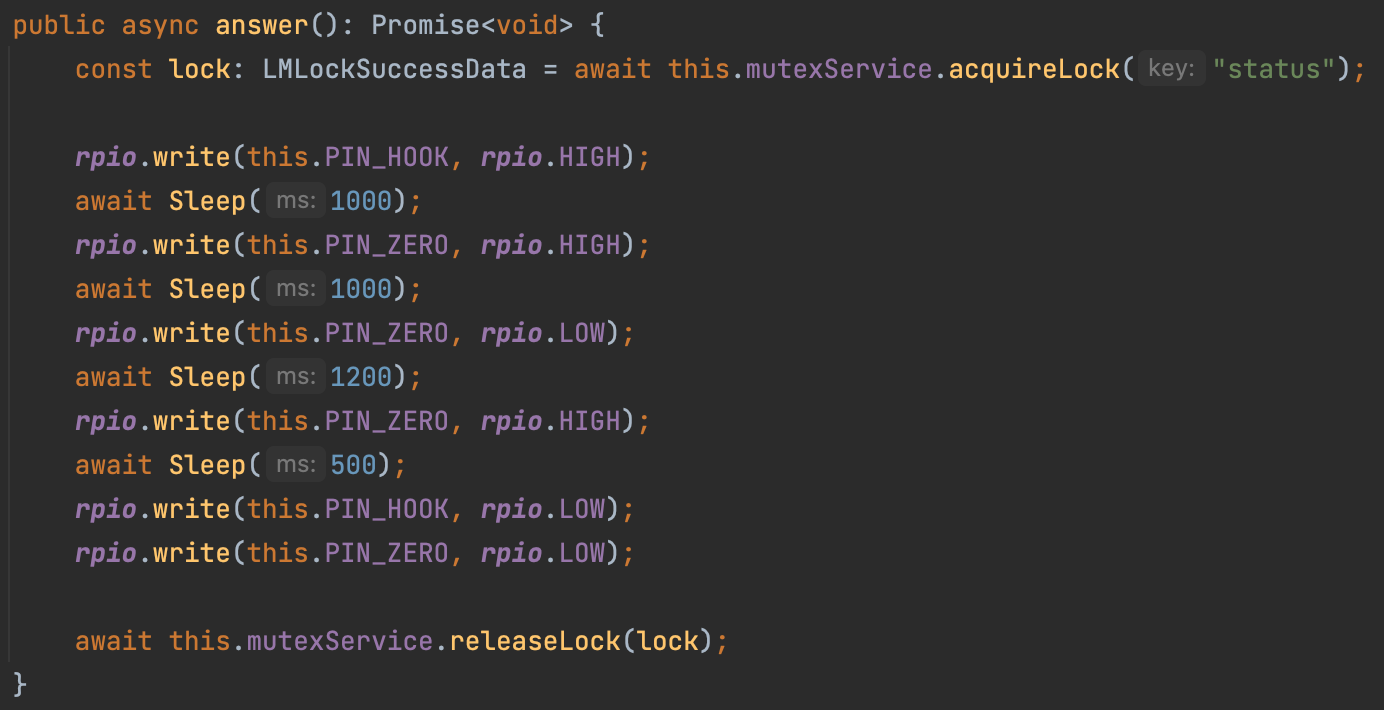 public async answer(): Promise<void> {
    const lock: LMLockSuccessData = await this.mutexService.acquireLock( key: "status");

    rpio.write(this.PIN_HOOK, rpio.HIGH);
    await Sleep( ms: 1000);
    rpio.write(this.PIN_ZERO, rpio.HIGH);
    await Sleep( ms: 1000);
    rpio.write(this.PIN_ZERO, rpio.LOW);
    await Sleep( ms: 1200);
    rpio.write(this.PIN_ZERO, rpio.HIGH);
    await Sleep( ms: 500);
    rpio.write(this.PIN_HOOK, rpio.LOW);
    rpio.write(this.PIN_ZERO, rpio.LOW);

    await this.mutexService.releaseLock(lock);
}